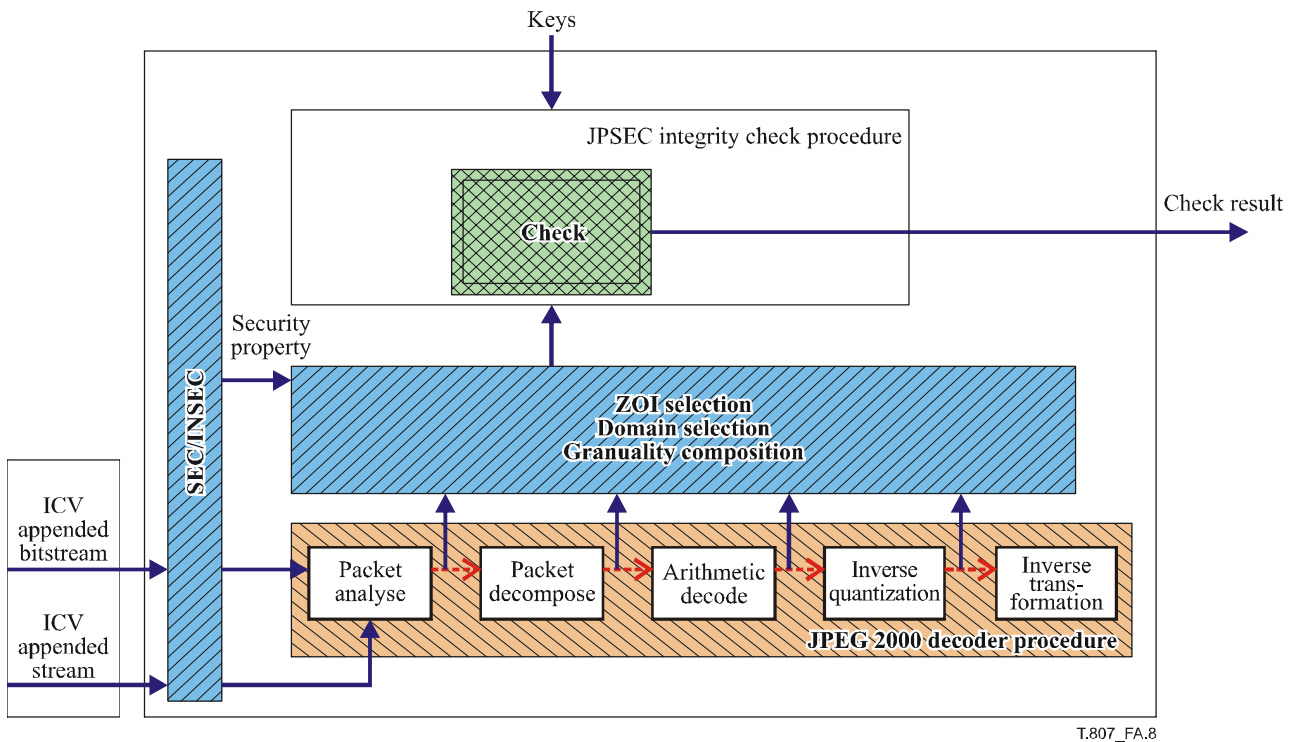 Keys
JPSEC integrity check procedure
Check
Check result
Security
property
SEC/INSEC
ZOI selection
Domain selection
Granuality composition
ICV
appended
bitstream
ICV
appended
stream
Packet
analyse
Packet
decompose
Arithmetic
decode
Inverse
quantization
Inverse
trans-
formation
JPEG 2000 decoder procedure
T.807_FA.8